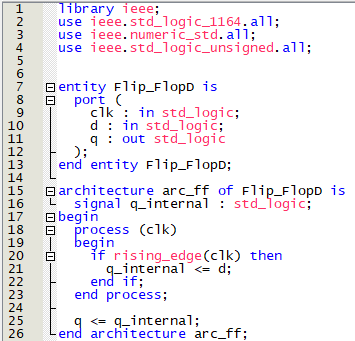 1 library ieee;
2 use ieee.std_logic_1164.all;
3 use ieee.numeric_std.all;
4 use ieee.std_logic_unsigned.all;
5
6
7 entity Flip_FlopD is
8 port (
9 clk : in std_logic;
10 d : in std_logic;
11 q : out std_logic
12 );
13 end entity Flip_FlopD;
14
15 architecture arc_ff of Flip_FlopD is
16 signal q_internal : std_logic;
17 begin
18 process (clk)
19 begin
20 if rising_edge(clk) then
21 q_internal <= d;
22 end if;
23 end process;
24
25 q <= q_internal;
26 end architecture arc_ff;